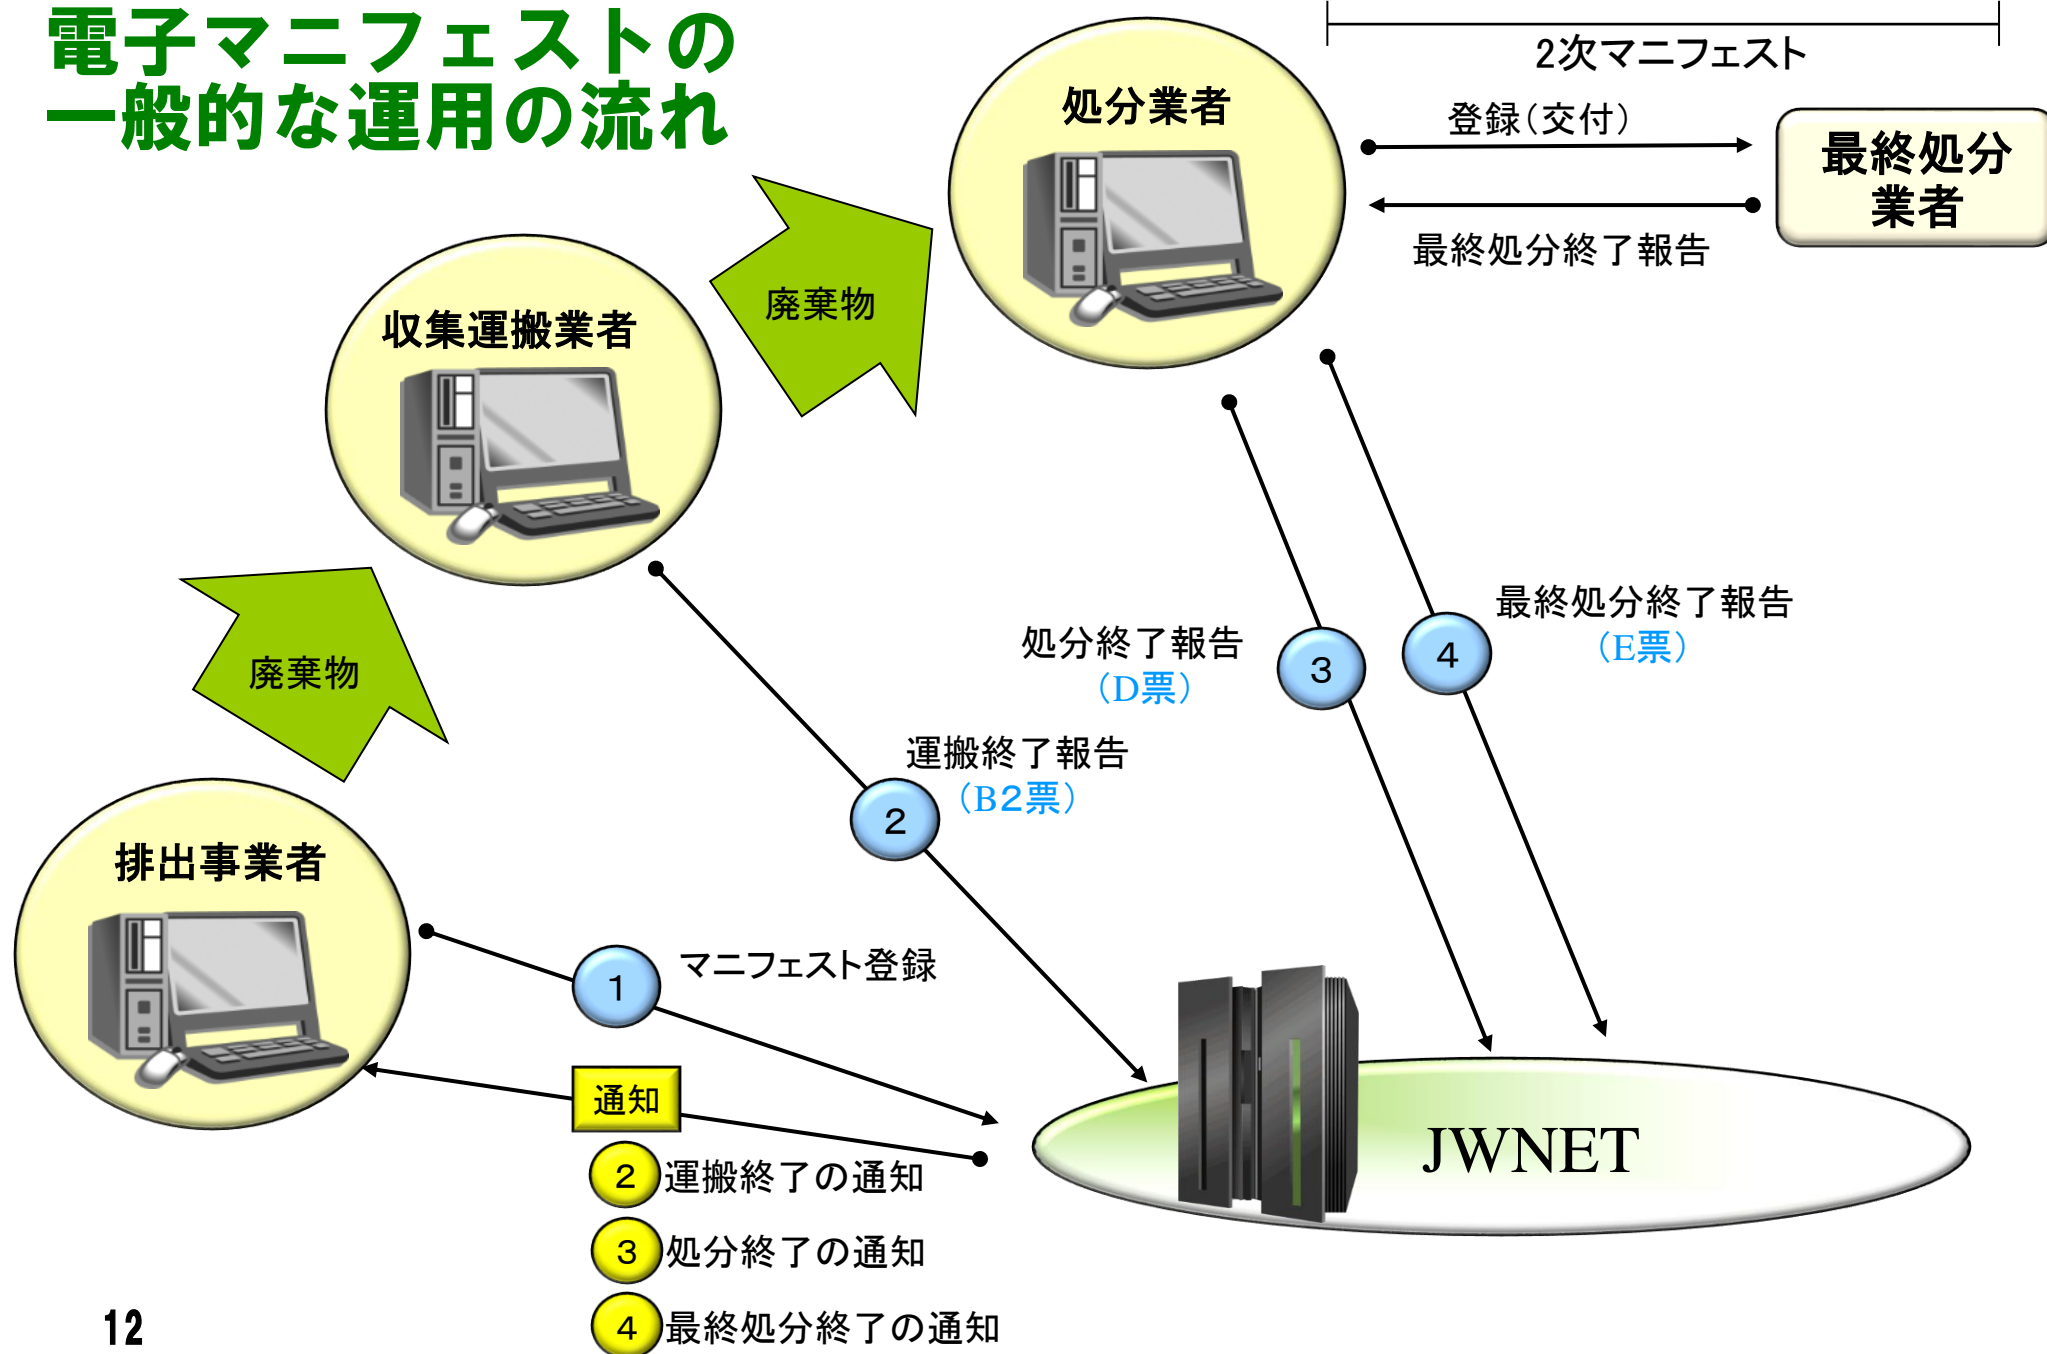 電子マニフェストの
一般的な運用の流れ
2次マニフェスト
処分業者
登録(交付)
最終処分
業者
最終処分終了報告
廃棄物
収集運搬業者
最終処分終了報告
(E票)
処分終了報告
(D票)
3
4
廃棄物
運搬終了報告
(B2票)
2
排出事業者
マニフェスト登録
1
通知
JWNET
2 運搬終了の通知
3 処分終了の通知
4 最終処分終了の通知
12